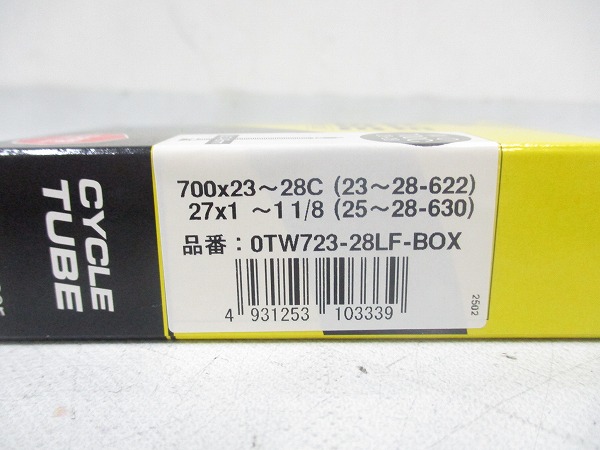 CYCLE
TUBE
700x23～28C (23～28-622)
27x1 ～1 1/8 (25～28-630)
品番：0TW723-28LF-BOX
4 931253 103339
2502